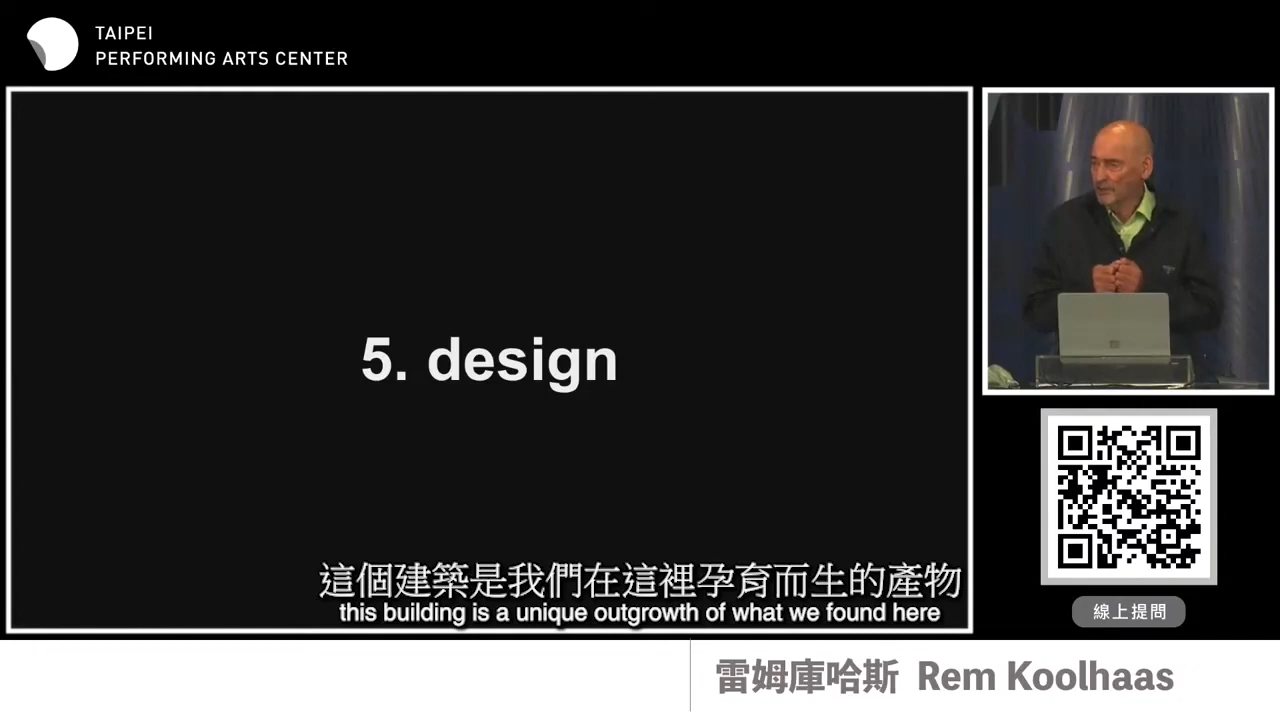 TAIPEI
PERFORMING ARTS CENTER
5. design
這個建築是我們在這裡孕育而生的產物
this building is a unique outgrowth of what we found here
線上提問
雷姆庫哈斯 Rem Koolhaas